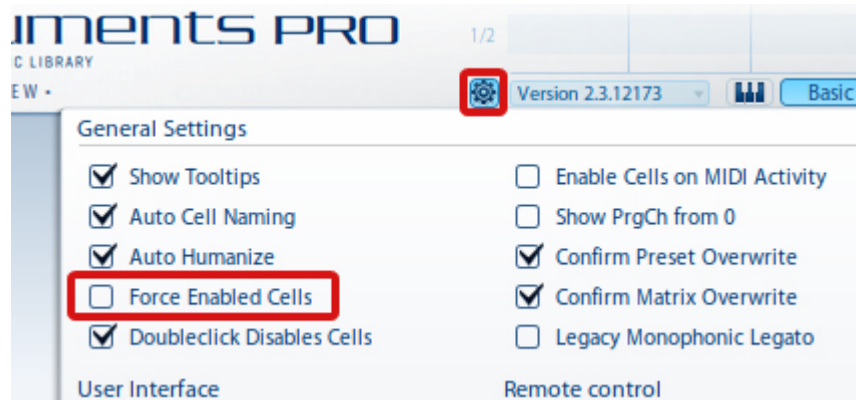 uments PRO
1/2
C LIBRARY
EW •
Version 2.3.12173
Basic
General Settings
Show Tooltips
Enable Cells on MIDI Activity
Auto Cell Naming
Show PrgCh from 0
Auto Humanize
Confirm Preset Overwrite
Force Enabled Cells
Confirm Matrix Overwrite
Doubleclick Disables Cells
Legacy Monophonic Legato
User Interface
Remote control